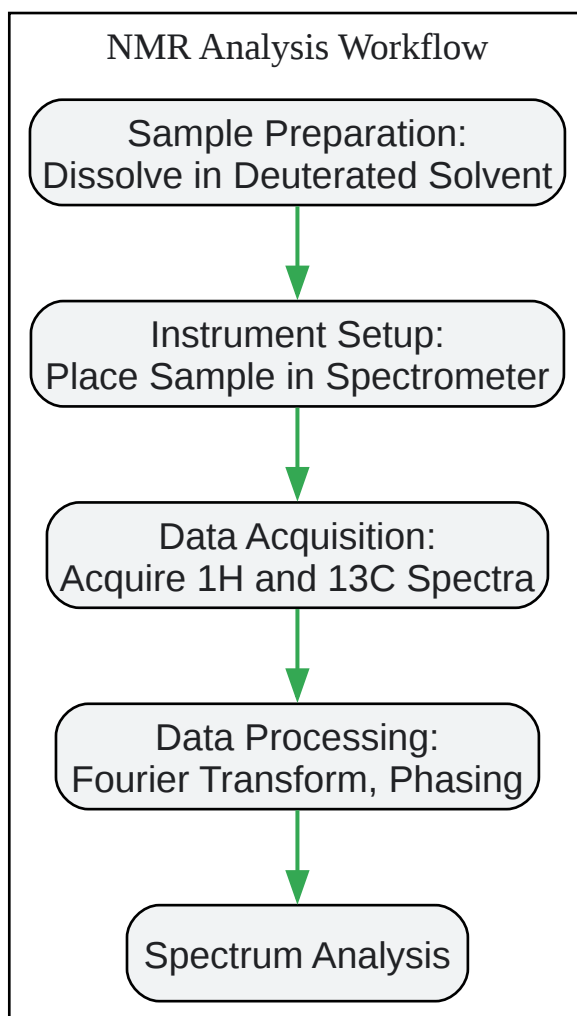 NMR Analysis Workflow
Sample Preparation:
Dissolve in Deuterated Solvent
Instrument Setup:
Place Sample in Spectrometer
Data Acquisition:
Acquire 1H and 13C Spectra
Data Processing:
Fourier Transform, Phasing
Spectrum Analysis